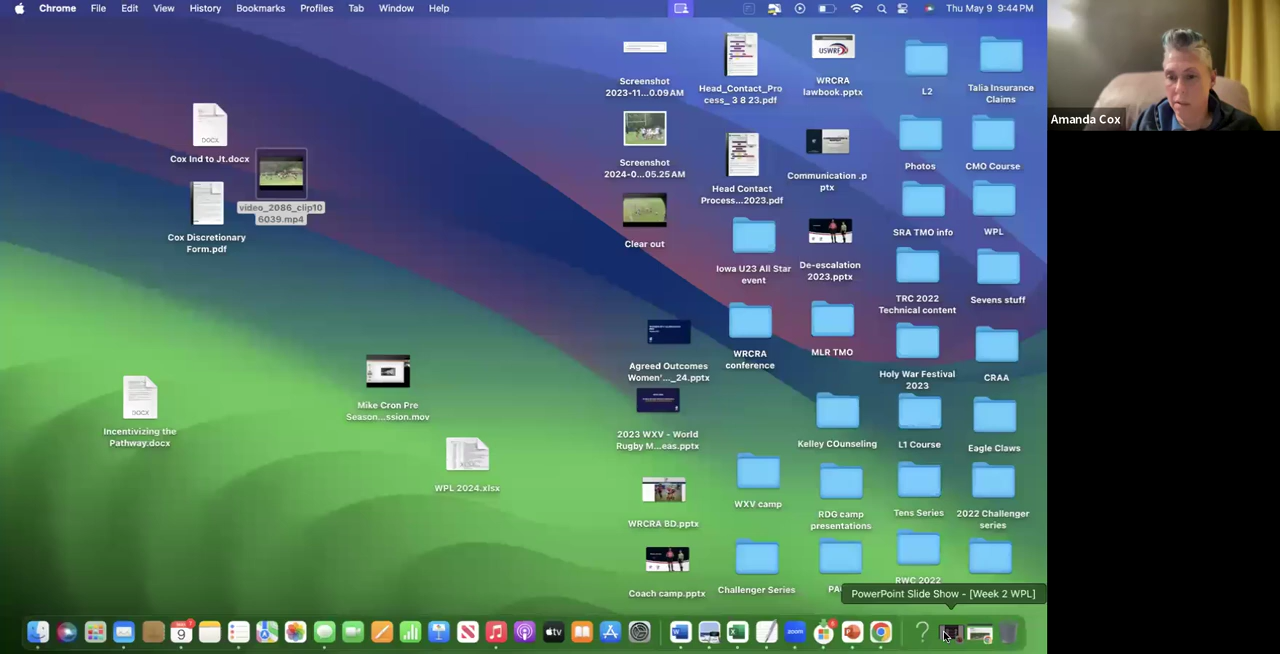 Chrome File Edit View History Bookmarks Profiles Tab Window Help
Thu May 9 9:44 PM
Amanda Cox
Cox Ind to Jt.docx
DOCX
video_2086_clip10
6039.mp4
Cox Discretionary
Form.pdf
Incentivizing the
Pathway.docx
DOCX
Mike Cron Pre
Season...ssion.mov
WPL 2024.xlsx
Screenshot
2023-11...0.09 AM
Screenshot
2024-0...05.25 AM
Clear out
Agreed Outcomes
Women'..._24.pptx
2023 WXV - World
Rugby M...eas.pptx
WRCRA BD.pptx
Coach camp.pptx
Head_Contact_Pro
cess_ 3 8 23.pdf
Head Contact
Process...2023.pdf
Iowa U23 All Star
event
WRCRA
conference
WXV camp
Challenger Series
USWRF
WRCRA
lawbook.pptx
Communication .p
ptx
De-escalation
2023.pptx
MLR TMO
Kelley COunseling
RDG camp
presentations
PA
L2
Photos
SRA TMO info
TRC 2022
Technical content
Holy War Festival
2023
L1 Course
Tens Series
RWC 2022
Talia Insurance
Claims
CMO Course
WPL
Sevens stuff
CRAA
Eagle Claws
2022 Challenger
series
PowerPoint Slide Show - [Week 2 WPL]
9
zoom